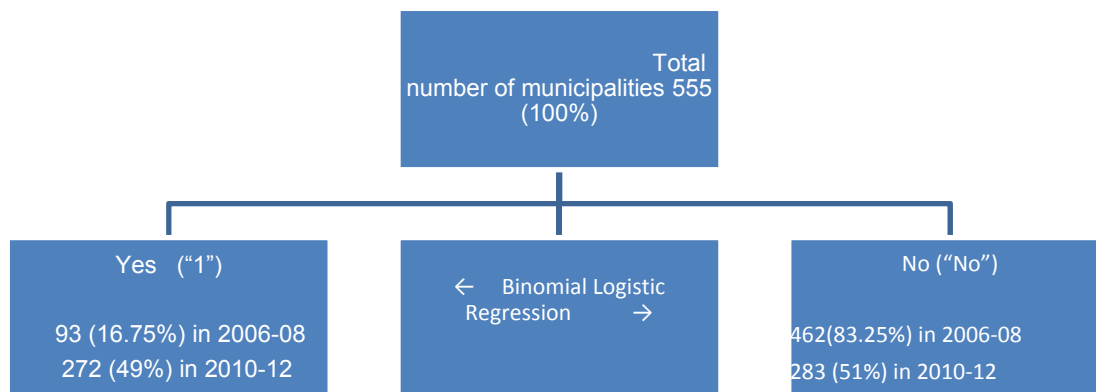 Total
number of municipalities 555
(100%)
Yes ("1")
93 (16.75%) in 2006-08
272 (49%) in 2010-12
← Binomial Logistic
Regression →
No (“No”)
462(83.25%) in 2006-08
283 (51%) in 2010-12